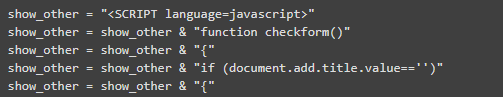 show_other = "<SCRIPT language=javascript>"
show_other = show_other & "function checkform()"
show_other = show_other & "{"
show_other = show_other & "if (document.add.title.value=='')"
show_other = show_other & "{"